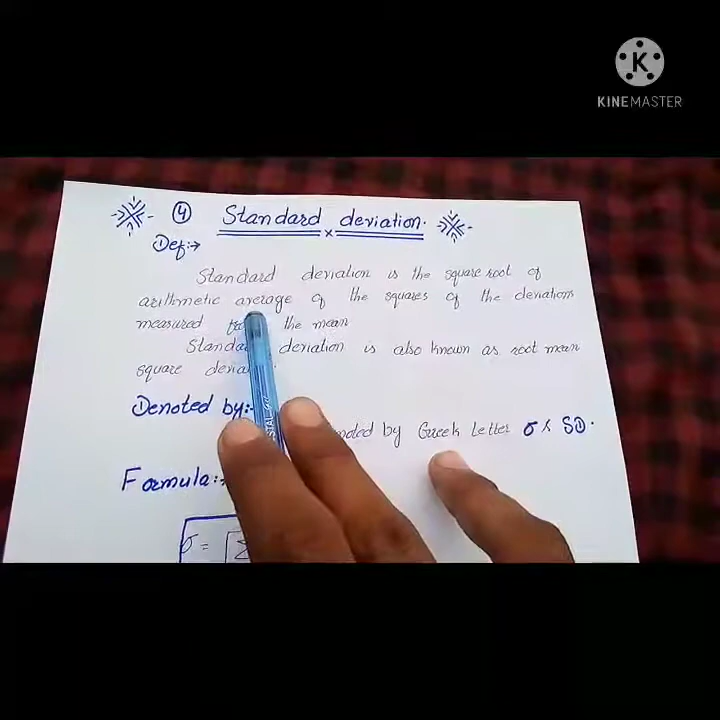 K
KINEMASTER
④ Standard deviation.
Def:→
Standard deviation is the square root of
arithmetic average of the squares of the deviations
measured the mean
deviation is also known as root mean
square
Denoted by:-
by Greek Letter σ SD.
Formula:-
σ = √Σ